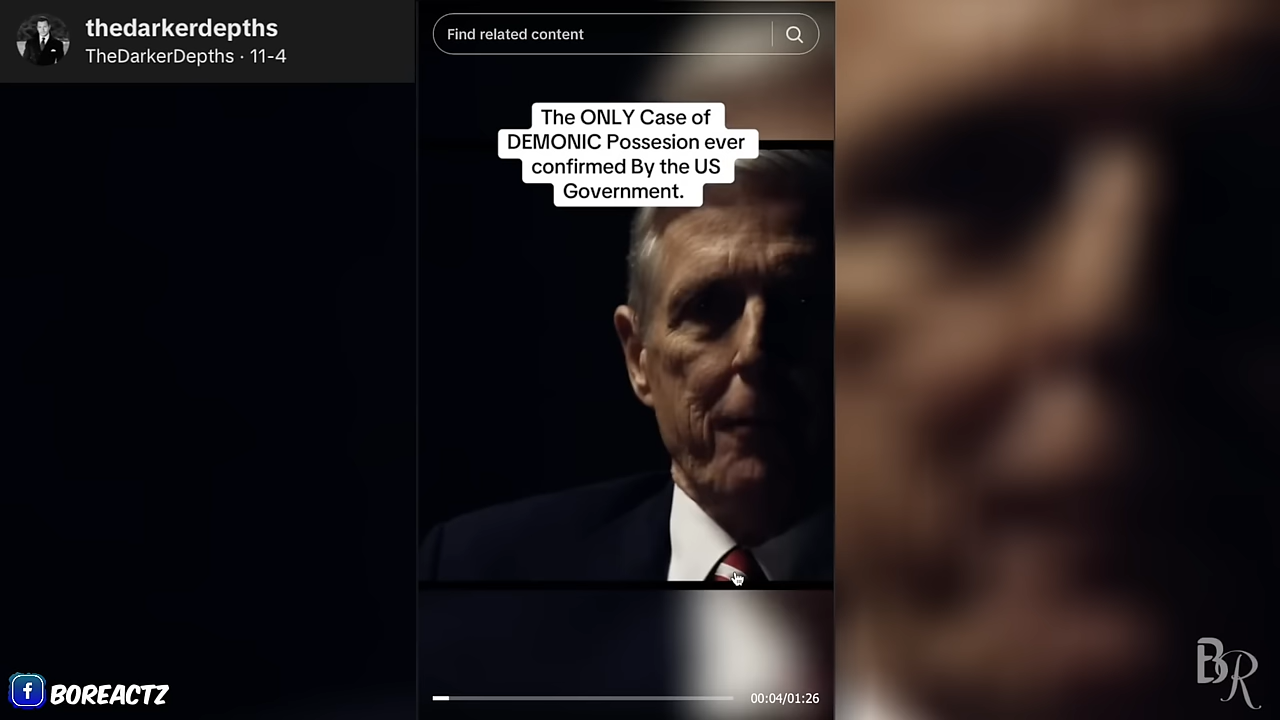 thedarkerdepths
TheDarkerDepths · 11-4
Find related content
The ONLY Case of
DEMONIC Possesion ever
confirmed By the US
Government.
00:04/01:26
f BOREACTZ
BR